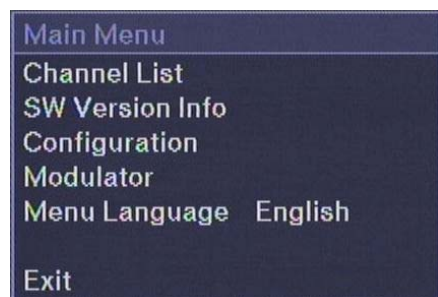 Main Menu
Channel List
SW Version Info
Configuration
Modulator
Menu Language English
Exit